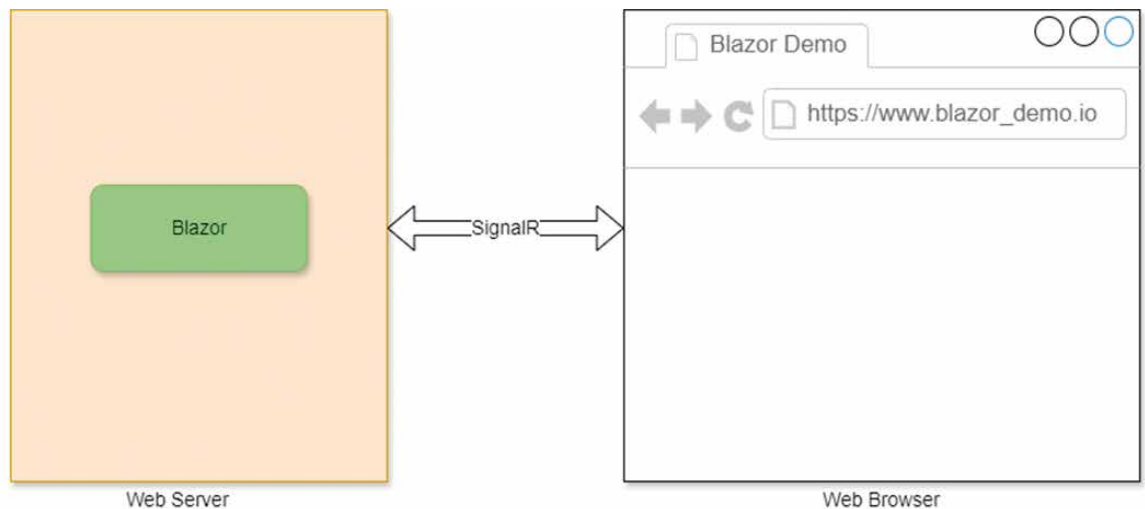 Blazor Demo
https://www.blazor_demo.io
Blazor
SignalR
Web Server
Web Browser